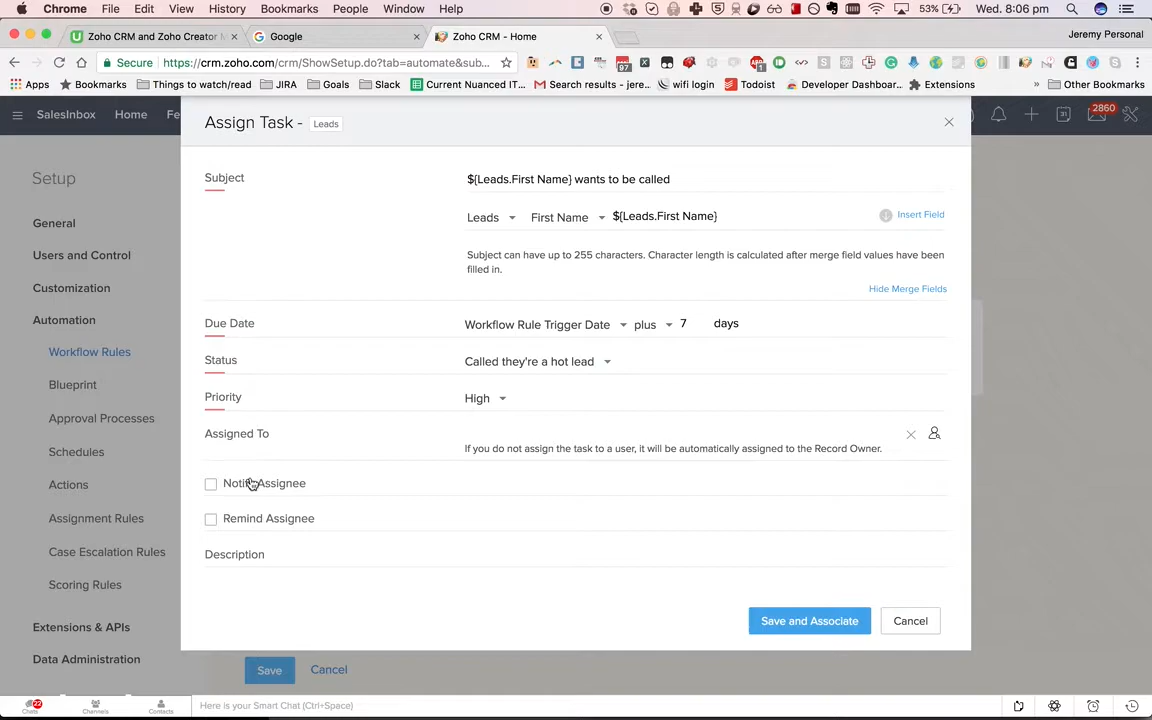 Chrome File Edit View History Bookmarks People Window Help 53% Wed. 8:06 pm
Zoho CRM and Zoho Creator M Google Zoho CRM - Home Jeremy Personal
Secure https://crm.zoho.com/crm/ShowSetup.do?tab=automate&sub...
Apps Bookmarks Things to watch/read JIRA Goals Slack Current Nuanced IT... Search results - jere... wifi login Todoist Developer Dashboar... Extensions » Other Bookmarks
SalesInbox Home Fe 2860
Assign Task - Leads
Setup
General
Users and Control
Customization
Automation
Workflow Rules
Blueprint
Approval Processes
Schedules
Actions
Assignment Rules
Case Escalation Rules
Scoring Rules
Extensions & APIs
Data Administration
Subject ${Leads.First Name} wants to be called
Leads First Name ${Leads.First Name} Insert Field
Subject can have up to 255 characters. Character length is calculated after merge field values have been
filled in.
Hide Merge Fields
Due Date Workflow Rule Trigger Date plus 7 days
Status Called they're a hot lead
Priority High
Assigned To
If you do not assign the task to a user, it will be automatically assigned to the Record Owner.
Notify Assignee
Remind Assignee
Description
Save and Associate Cancel
Save Cancel
22
Chats Channels Contacts Here is your Smart Chat (Ctrl+Space)